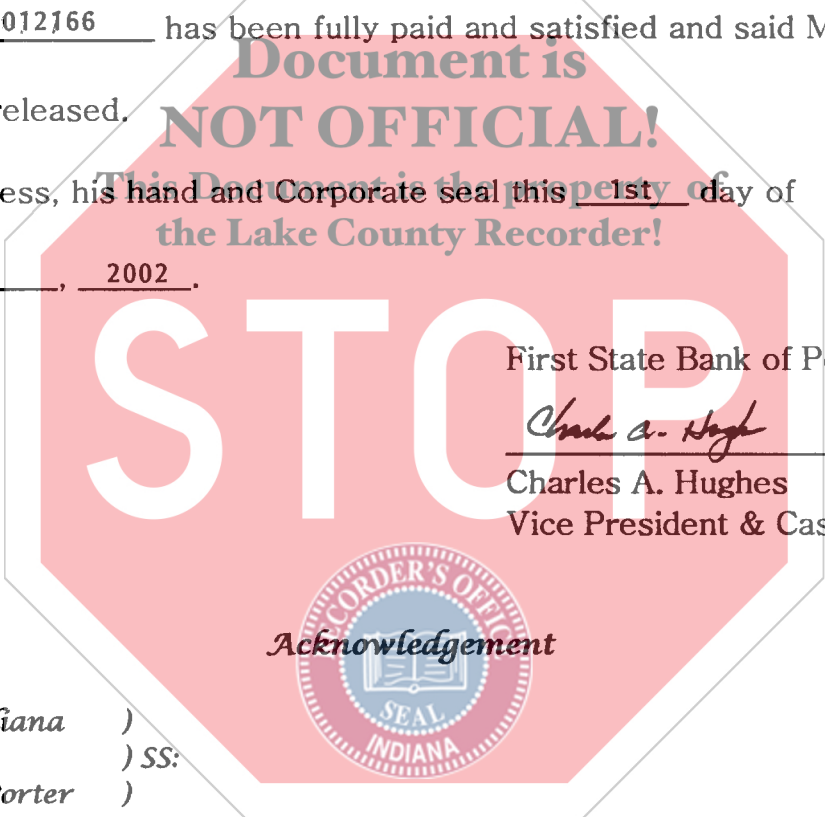 012166 has been fully paid and satisfied and said M
Document is
released.
NOT OFFICIAL!
ess, his hand and Corporate seal this 1st day of
This Document is the property of
the Lake County Recorder!
, 2002.
STOP
First State Bank of P
Charles A. Hughes
Vice President & Cas
RECORDER'S OFFICE
Acknowledgement
SEAL
INDIANA
diana )
) SS:
orter )